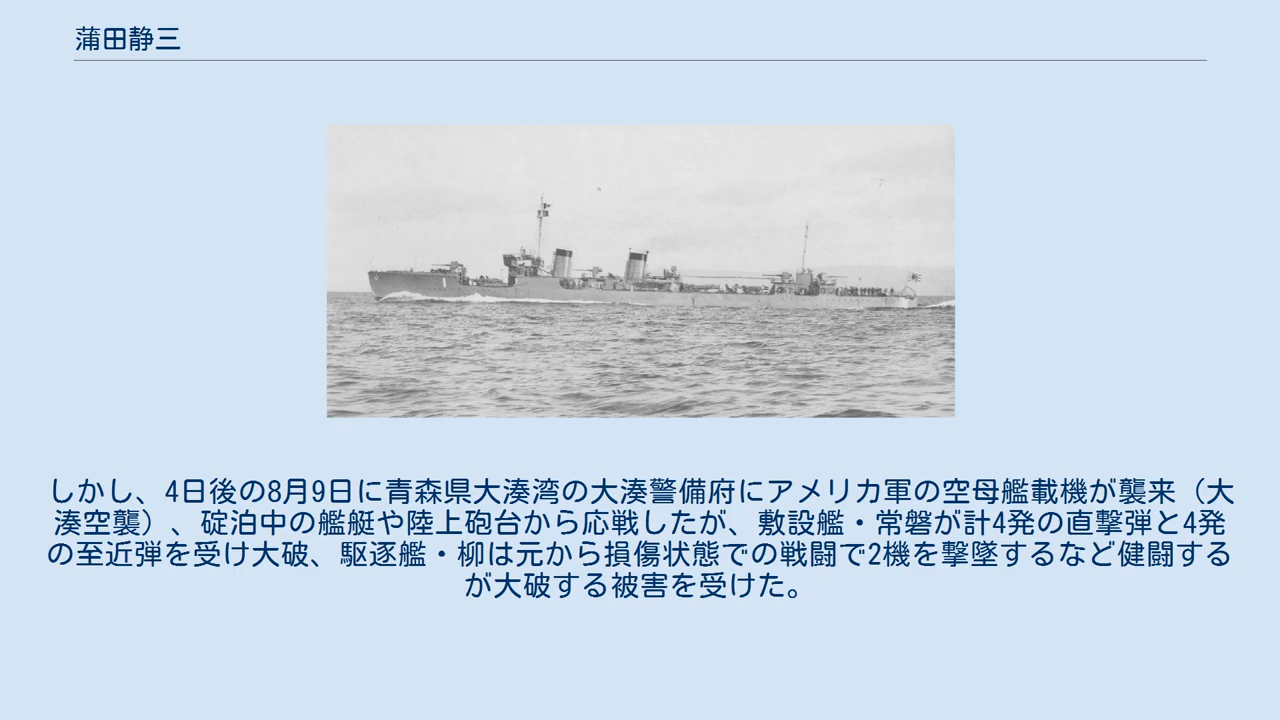 蒲田静三
しかし、4日後の8月9日に青森県大湊湾の大湊警備府にアメリカ軍の空母艦載機が襲来（大
湊空襲）、碇泊中の艦艇や陸上砲台から応戦したが、敷設艦・常磐が計4発の直撃弾と4発
の至近弾を受け大破、駆逐艦・柳は元から損傷状態での戦闘で2機を撃墜するなど健闘する
が大破する被害を受けた。